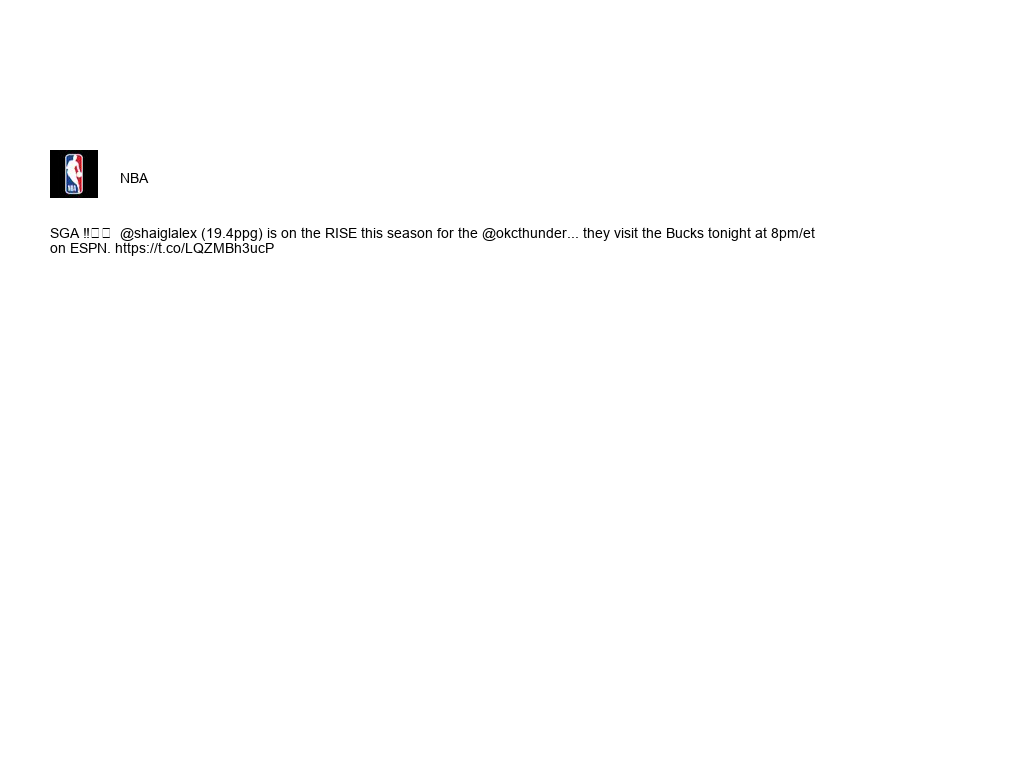 NBA
SGA ‼️  @shaiglalex (19.4ppg) is on the RISE this season for the @okcthunder... they visit the Bucks tonight at 8pm/et
on ESPN. https://t.co/LQZMBh3ucP